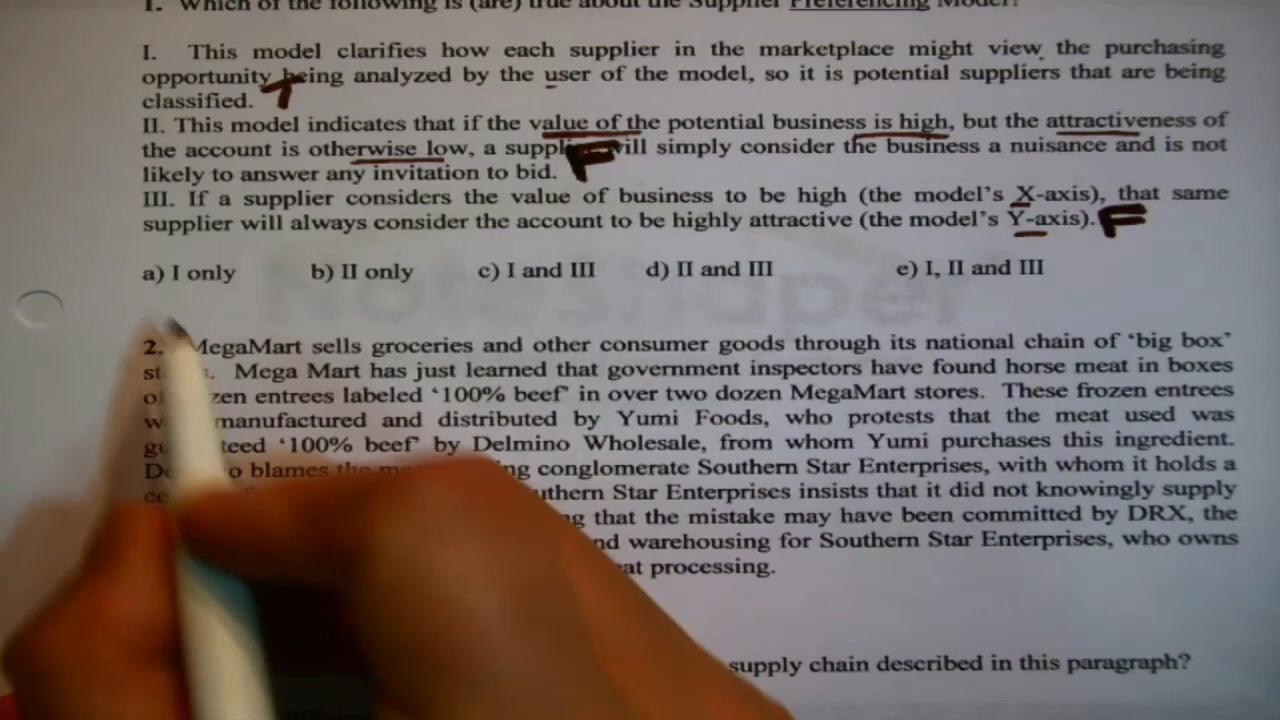 1. Which of the following is (are) true about the Supplier Preferencing Model?
I. This model clarifies how each supplier in the marketplace might view the purchasing
opportunity being analyzed by the user of the model, so it is potential suppliers that are being
classified. T
II. This model indicates that if the value of the potential business is high, but the attractiveness of
the account is otherwise low, a supplier will simply consider the business a nuisance and is not
likely to answer any invitation to bid. F
III. If a supplier considers the value of business to be high (the model's X-axis), that same
supplier will always consider the account to be highly attractive (the model's Y-axis). F
a) I only b) II only c) I and III d) II and III e) I, II and III
2. MegaMart sells groceries and other consumer goods through its national chain of 'big box'
Mega Mart has just learned that government inspectors have found horse meat in boxes
entrees labeled '100% beef' in over two dozen MegaMart stores. These frozen entrees
manufactured and distributed by Yumi Foods, who protests that the meat used was
'100% beef' by Delmino Wholesale, from whom Yumi purchases this ingredient.
blames the conglomerate Southern Star Enterprises, with whom it holds a
Star Enterprises insists that it did not knowingly supply
that the mistake may have been committed by DRX, the
warehousing for Southern Star Enterprises, who owns
processing.
supply chain described in this paragraph?